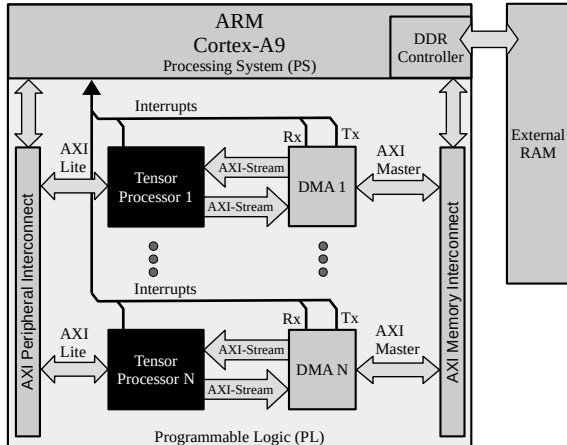 ARM
Cortex-A9
Processing System (PS)
DDR
Controller
External
RAM
Interrupts
Rx
Tx
AXI
Lite
Tensor
Processor 1
AXI-Stream
AXI-Stream
DMA 1
AXI
Master
AXI Peripheral Interconnect
AXI Memory Interconnect
Interrupts
Rx
Tx
AXI
Lite
Tensor
Processor N
AXI-Stream
AXI-Stream
DMA N
AXI
Master
Programmable Logic (PL)